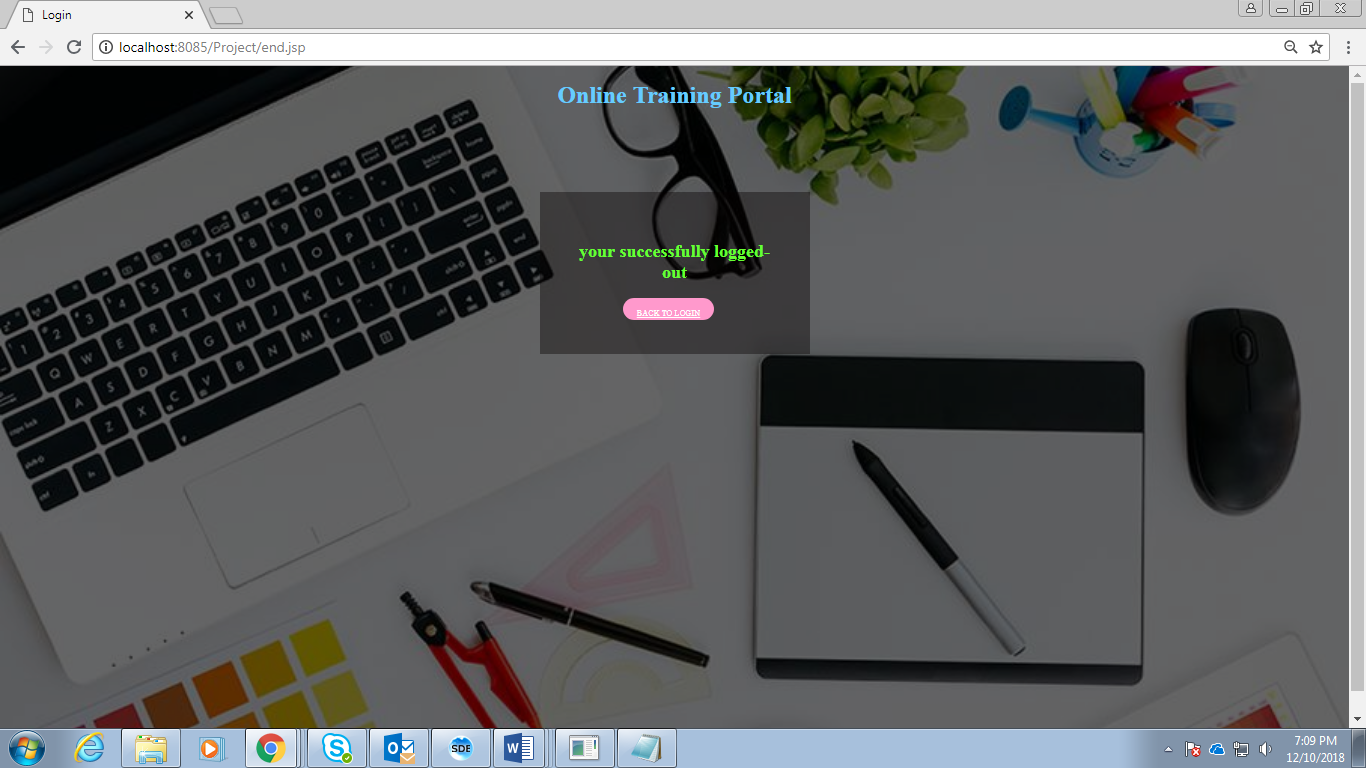 Login
localhost:8085/Project/end.jsp
Online Training Portal
your successfully logged-
out
BACK TO LOGIN
SDE
7:09 PM
12/10/2018